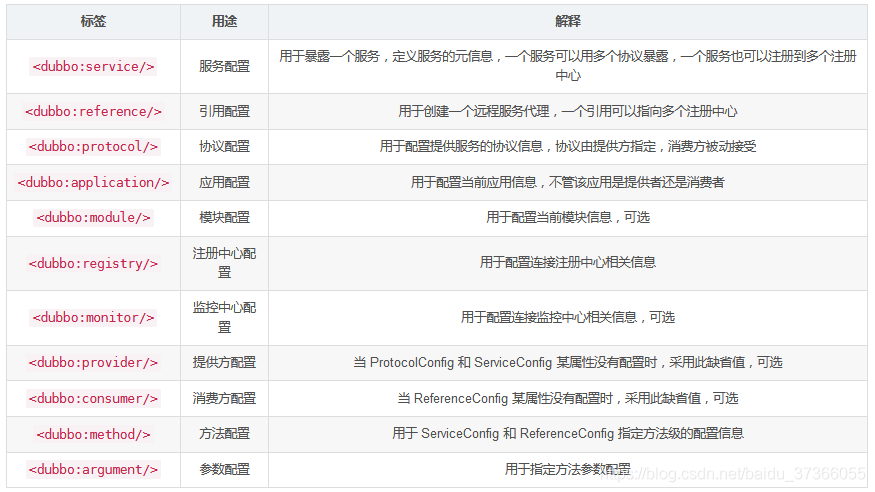 标签 用途 解释
<dubbo:service/> 服务配置 用于暴露一个服务，定义服务的元信息，一个服务可以用多个协议暴露，一个服务也可以注册到多个注册
中心
<dubbo:reference/> 引用配置 用于创建一个远程服务代理，一个引用可以指向多个注册中心
<dubbo:protocol/> 协议配置 用于配置提供服务的协议信息，协议由提供方指定，消费方被动接受
<dubbo:application/> 应用配置 用于配置当前应用信息，不管该应用是提供者还是消费者
<dubbo:module/> 模块配置 用于配置当前模块信息，可选
<dubbo:registry/> 注册中心配
置 用于配置连接注册中心相关信息
<dubbo:monitor/> 监控中心配
置 用于配置连接监控中心相关信息，可选
<dubbo:provider/> 提供方配置 当 ProtocolConfig 和 ServiceConfig 某属性没有配置时，采用此缺省值，可选
<dubbo:consumer/> 消费方配置 当 ReferenceConfig 某属性没有配置时，采用此缺省值，可选
<dubbo:method/> 方法配置 用于 ServiceConfig 和 ReferenceConfig 指定方法级的配置信息
<dubbo:argument/> 参数配置 用于指定方法参数配置
https://blog.csdn.net/baidu_37366055